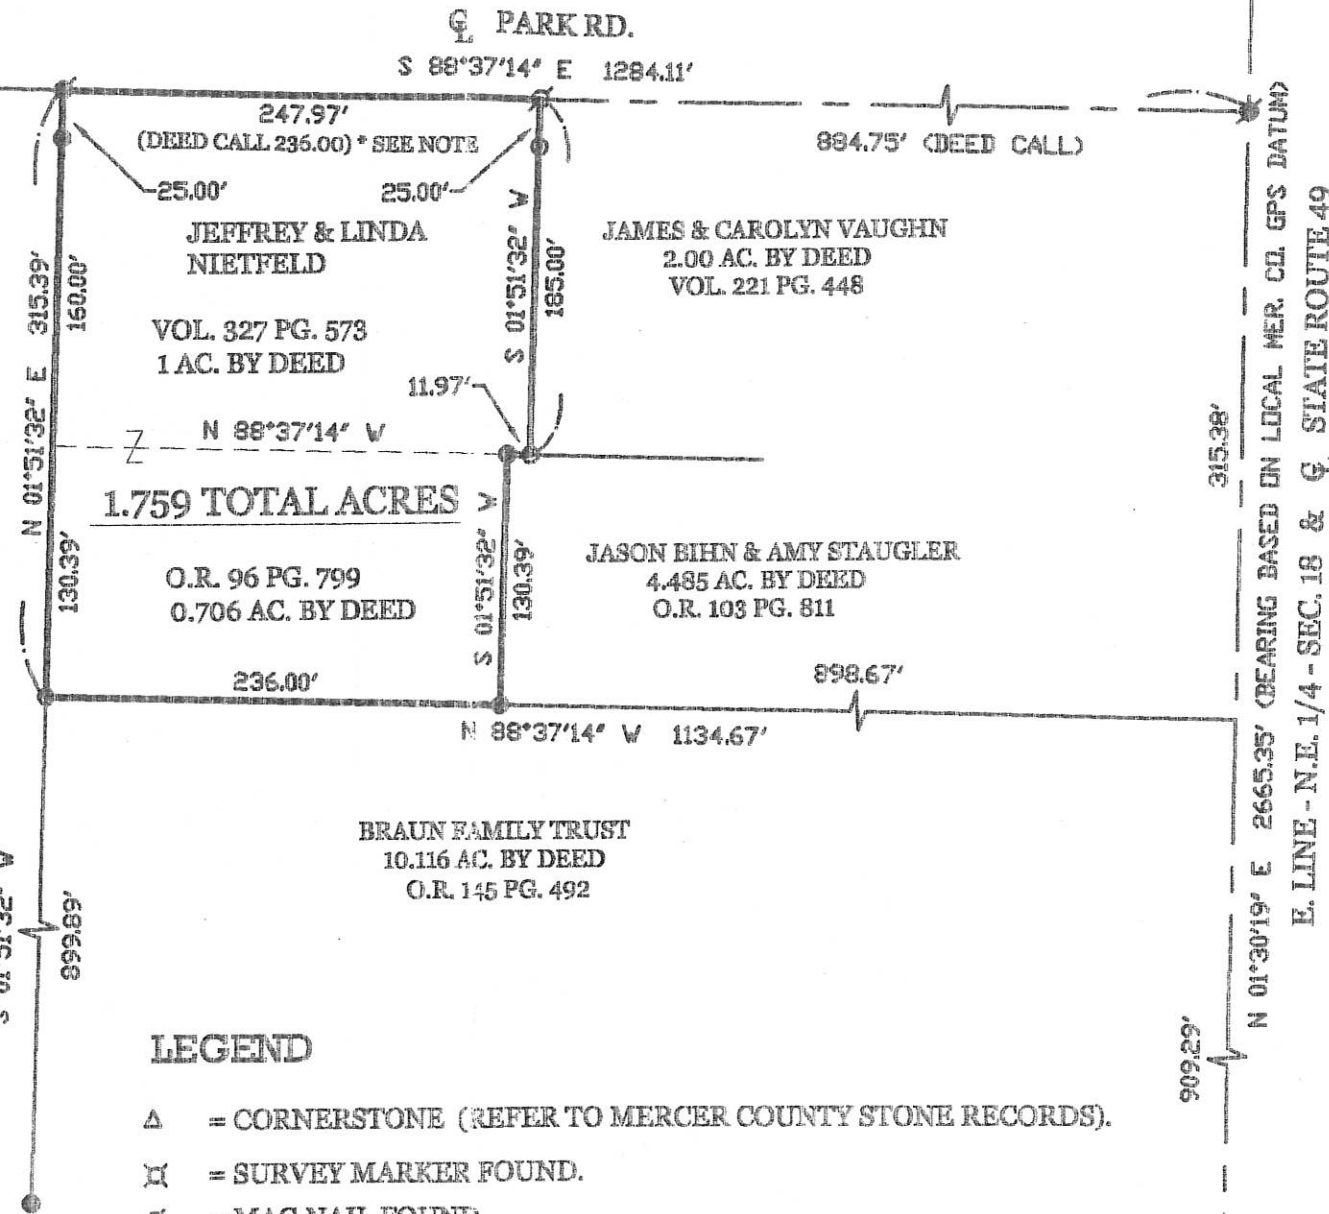 ℄ PARK RD.
S 88°37'14" E 1284.11'
247.97'
(DEED CALL 236.00) * SEE NOTE
884.75' (DEED CALL)
25.00'
25.00'
JEFFREY & LINDA
NIETFELD
VOL. 327 PG. 573
1 AC. BY DEED
N 01°51'32" E 315.39'
160.00'
S 01°51'32" W
185.00'
JAMES & CAROLYN VAUGHN
2.00 AC. BY DEED
VOL. 221 PG. 448
11.97'
N 88°37'14" W
1.759 TOTAL ACRES
O.R. 96 PG. 799
0.706 AC. BY DEED
130.39'
S 01°51'32" W
130.39'
JASON BIHN & AMY STAUGLER
4.485 AC. BY DEED
O.R. 103 PG. 811
315.38'
236.00'
898.67'
N 88°37'14" W 1134.67'
BRAUN FAMILY TRUST
10.116 AC. BY DEED
O.R. 145 PG. 492
S 01°51'32" W
899.89'
909.29'
N 01°30'19" E 2665.35' (BEARING BASED ON LOCAL MER. CO. GPS DATUM)
E. LINE - N.E. 1/4 - SEC. 18 & ℄ STATE ROUTE 49
LEGEND
△ = CORNERSTONE (REFER TO MERCER COUNTY STONE RECORDS).
¤ = SURVEY MARKER FOUND.
= MAG NAIL FOUND